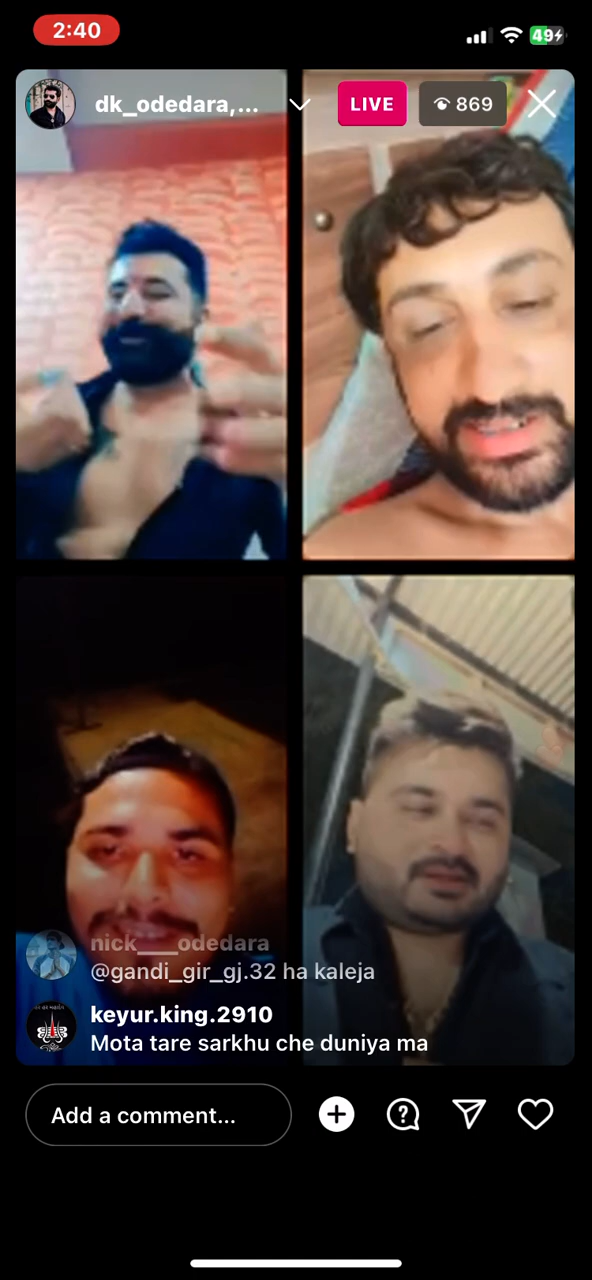 2:40
49
dk_odedara,...
LIVE
869
nick___odedara
@gandi_gir_gj.32 ha kaleja
keyur.king.2910
Mota tare sarkhu che duniya ma
Add a comment...